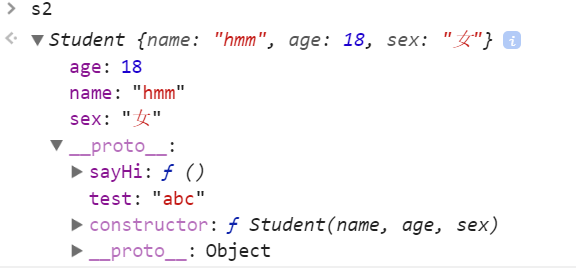 > s2
Student {name: "hmm", age: 18, sex: "女"} i
age: 18
name: "hmm"
sex: "女"
__proto__:
sayHi: ƒ ()
test: "abc"
constructor: ƒ Student(name, age, sex)
__proto__: Object